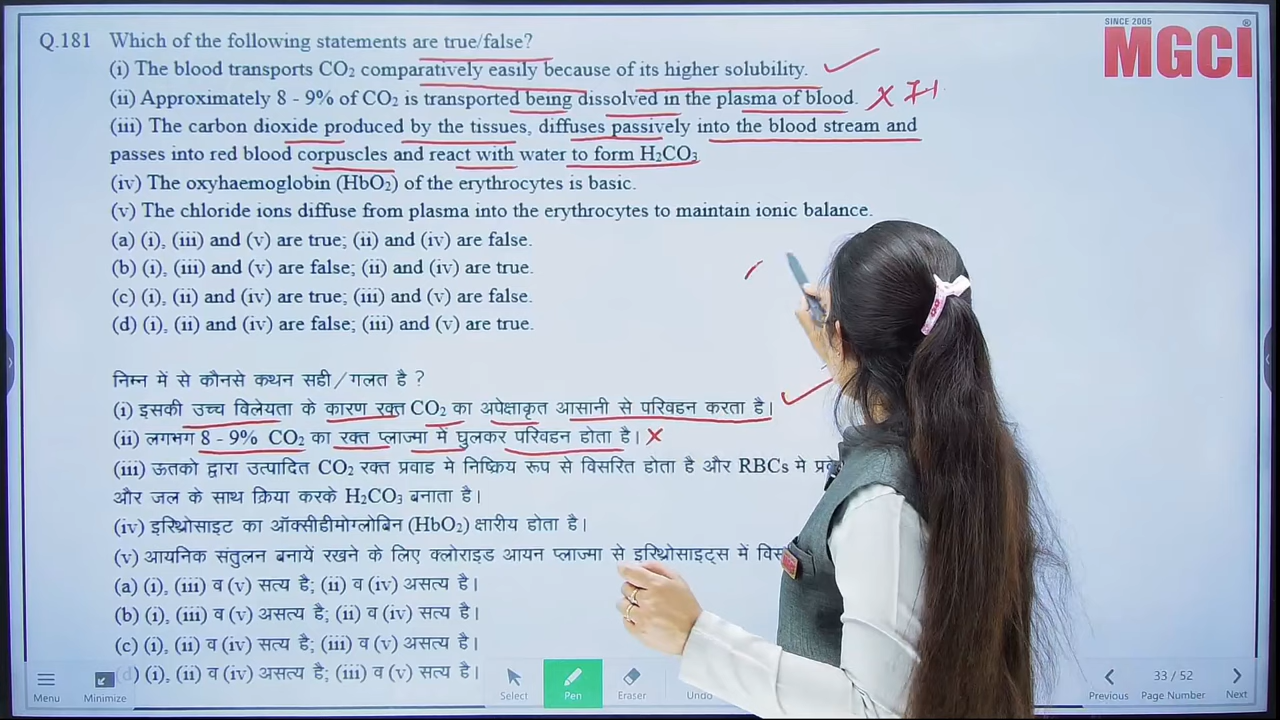 SINCE 2005
MGCI®
Q.181 Which of the following statements are true/false?
(i) The blood transports CO₂ comparatively easily because of its higher solubility.
(ii) Approximately 8 - 9% of CO₂ is transported being dissolved in the plasma of blood. ✗ 7
(iii) The carbon dioxide produced by the tissues, diffuses passively into the blood stream and
passes into red blood corpuscles and react with water to form H₂CO₃
(iv) The oxyhaemoglobin (HbO₂) of the erythrocytes is basic.
(v) The chloride ions diffuse from plasma into the erythrocytes to maintain ionic balance.
(a) (i), (iii) and (v) are true; (ii) and (iv) are false.
(b) (i), (iii) and (v) are false; (ii) and (iv) are true.
(c) (i), (ii) and (iv) are true; (iii) and (v) are false.
(d) (i), (ii) and (iv) are false; (iii) and (v) are true.
निम्न में से कौनसे कथन सही/गलत है ?
(i) इसकी उच्च विलेयता के कारण रक्त CO₂ का अपेक्षाकृत आसानी से परिवहन करता है।
(ii) लगभग 8 - 9% CO₂ का रक्त प्लाज्मा में घुलकर परिवहन होता है। ✗
(iii) ऊतको द्वारा उत्पादित CO₂ रक्त प्रवाह मे निष्क्रिय रूप से विसरित होता है और RBCs मे
और जल के साथ क्रिया करके H₂CO₃ बनाता है।
(iv) इरिथ्रोसाइट का ऑक्सीहीमोग्लोबिन (HbO₂) क्षारीय होता है।
(v) आयनिक संतुलन बनायें रखने के लिए क्लोराइड आयन प्लाज्मा से इरिथ्रोसाइट्स में
(a) (i), (iii) व (v) सत्य है; (ii) व (iv) असत्य है।
(b) (i), (iii) व (v) असत्य है; (ii) व (iv) सत्य है।
(c) (i), (ii) व (iv) सत्य है; (iii) व (v) असत्य है।
(d) (i), (ii) व (iv) असत्य है; (iii) व (v) सत्य है।
Menu Minimize Select Pen Eraser Undo Previous 33 / 52 Page Number Next